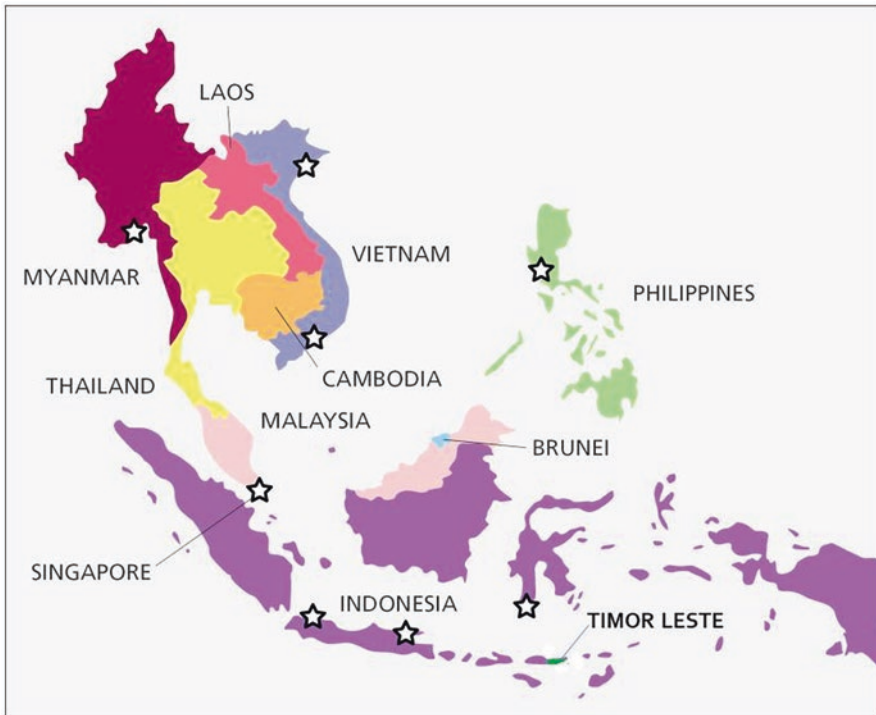 LAOS
VIETNAM
MYANMAR
PHILIPPINES
CAMBODIA
THAILAND
MALAYSIA
BRUNEI
SINGAPORE
INDONESIA
TIMOR LESTE